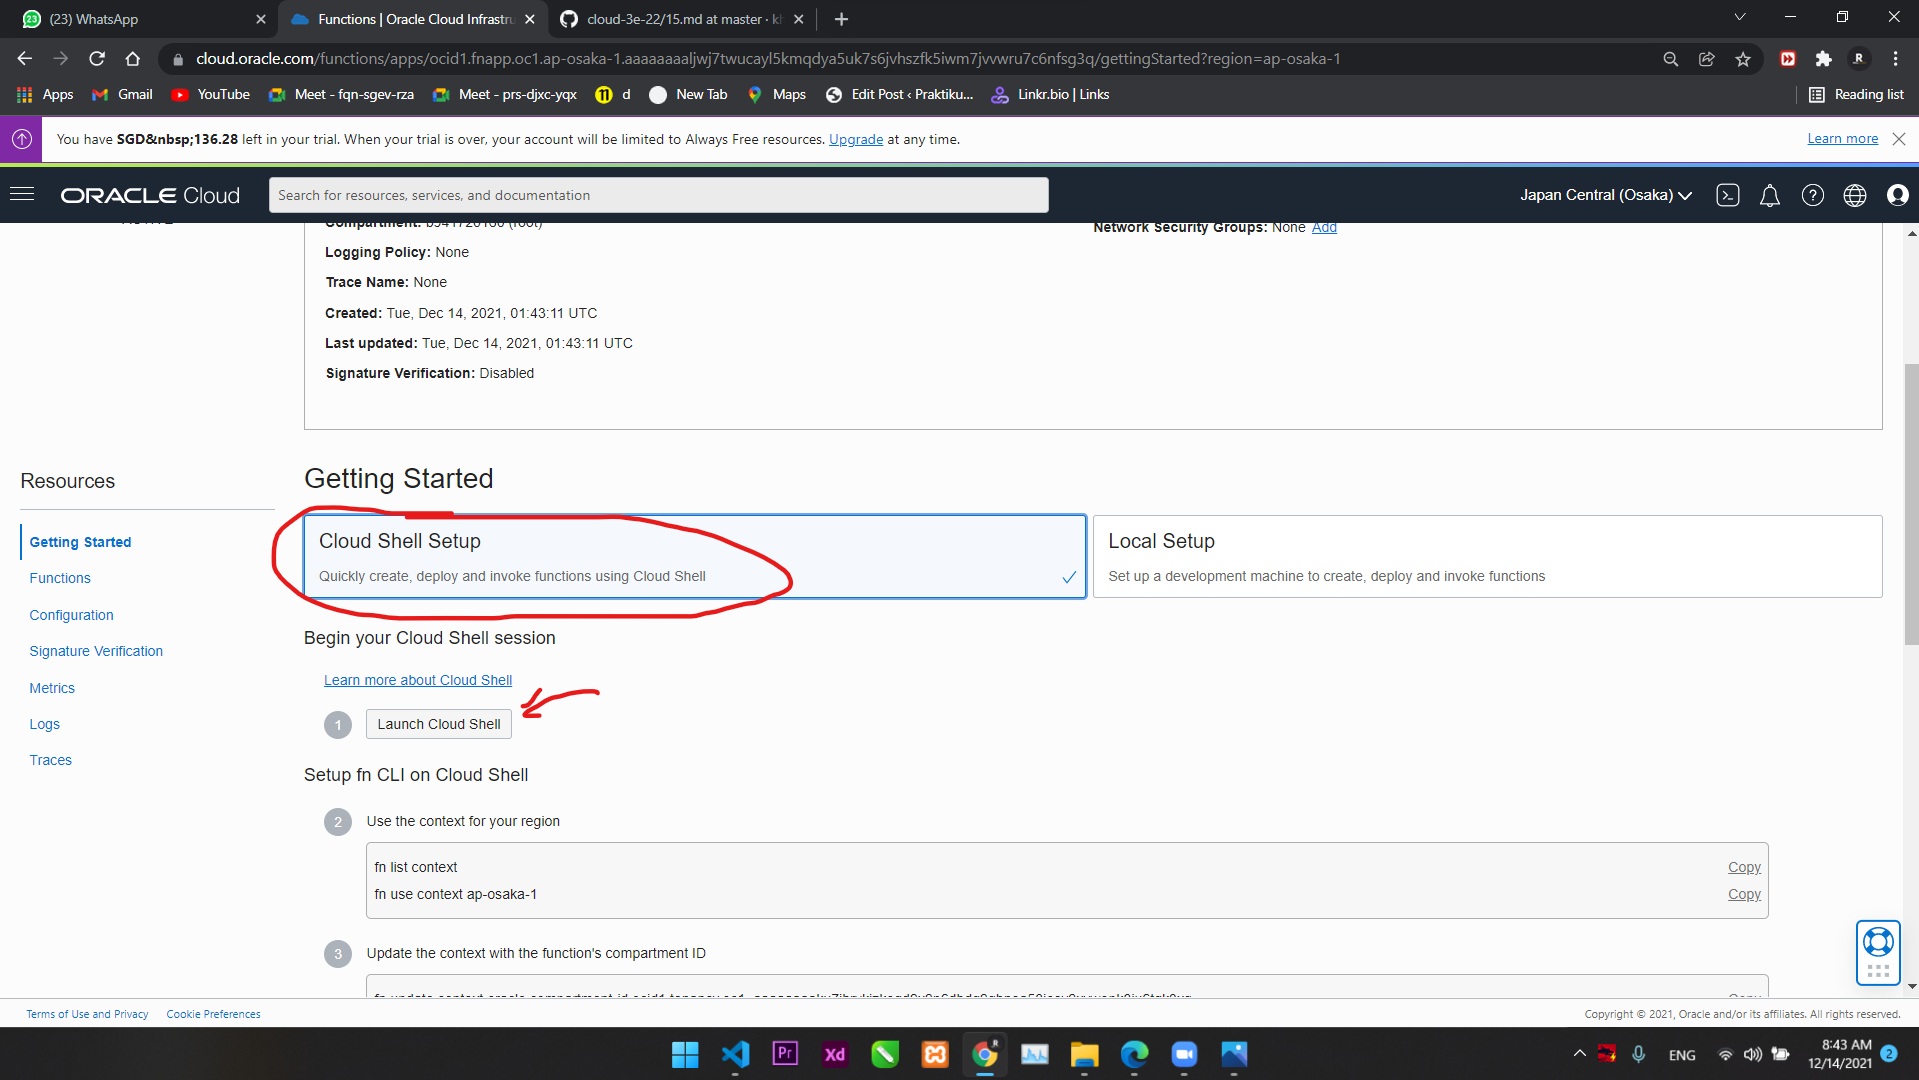 (23) WhatsApp
Functions | Oracle Cloud Infrastru
cloud-3e-22/15.md at master · kh
cloud.oracle.com/functions/apps/ocid1.fnapp.oc1.ap-osaka-1.aaaaaaaaljwj7twucayl5kmqdya5uk7s6jvhszfk5iwm7jvvwru7c6nfsg3q/gettingStarted?region=ap-osaka-1
Apps
Gmail
YouTube
Meet - fqn-sgev-rza
Meet - prs-djxc-yqx
d
New Tab
Maps
Edit Post ‹ Praktiku...
Linkr.bio | Links
Reading list
You have SGD&nbsp;136.28 left in your trial. When your trial is over, your account will be limited to Always Free resources. Upgrade at any time.
Learn more
ORACLE Cloud
Search for resources, services, and documentation
Japan Central (Osaka)
Network Security Groups: None Add
Logging Policy: None
Trace Name: None
Created: Tue, Dec 14, 2021, 01:43:11 UTC
Last updated: Tue, Dec 14, 2021, 01:43:11 UTC
Signature Verification: Disabled
Resources
Getting Started
Functions
Configuration
Signature Verification
Metrics
Logs
Traces
Getting Started
Cloud Shell Setup
Quickly create, deploy and invoke functions using Cloud Shell
Local Setup
Set up a development machine to create, deploy and invoke functions
Begin your Cloud Shell session
Learn more about Cloud Shell
1
Launch Cloud Shell
Setup fn CLI on Cloud Shell
2
Use the context for your region
fn list context
Copy
fn use context ap-osaka-1
Copy
3
Update the context with the function's compartment ID
Terms of Use and Privacy
Cookie Preferences
Copyright © 2021, Oracle and/or its affiliates. All rights reserved.
Pr
Xd
ENG
8:43 AM
12/14/2021
2